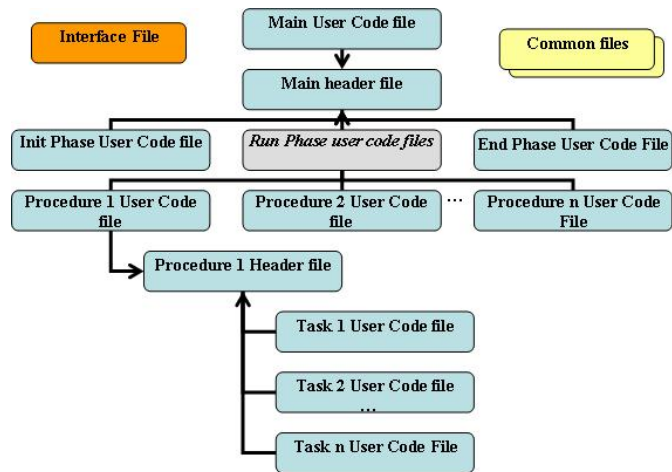 Main User Code file
Interface File
Common files
Main header file
Init Phase User Code file
Run Phase user code files
End Phase User Code File
Procedure 1 User Code
file
Procedure 2 User Code
file
...
Procedure n User Code
File
Procedure 1 Header file
Task 1 User Code file
Task 2 User Code file
...
Task n User Code File